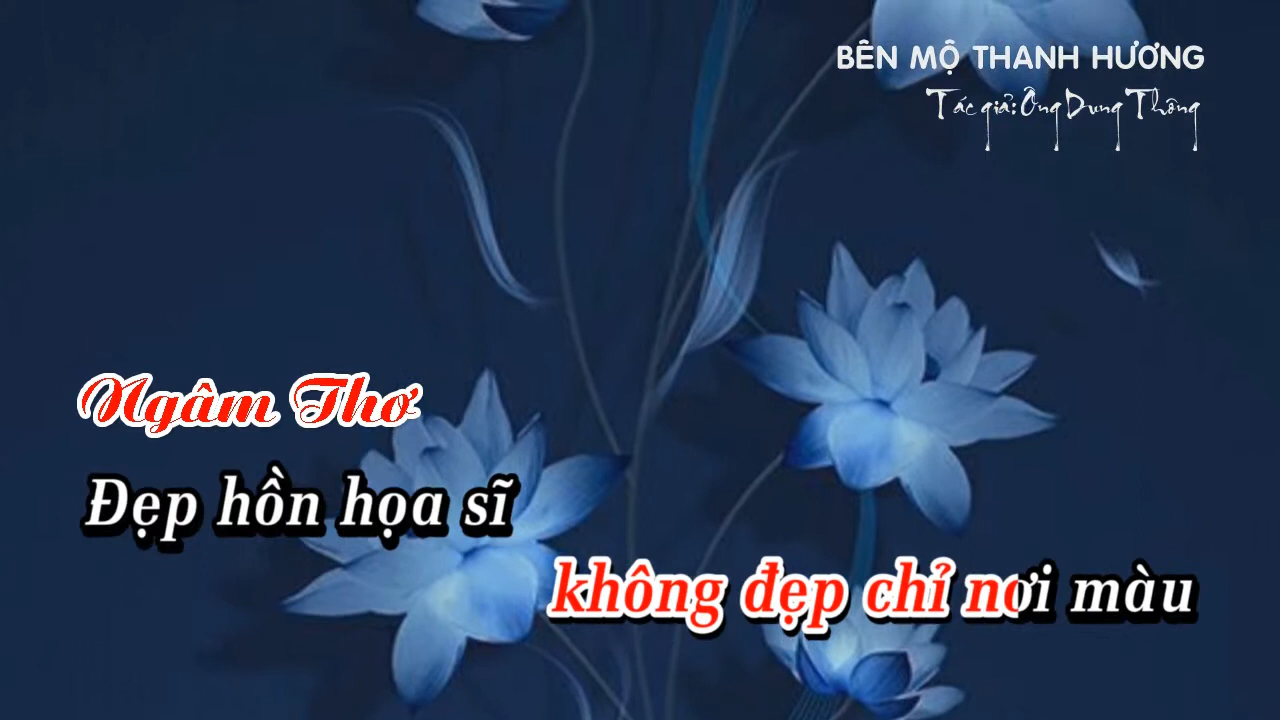 BÊN MỘ THANH HƯƠNG
Tác giả: Ông Dung Thông
Ngâm Thơ
Đẹp hồn họa sĩ
không đẹp chỉ nơi màu